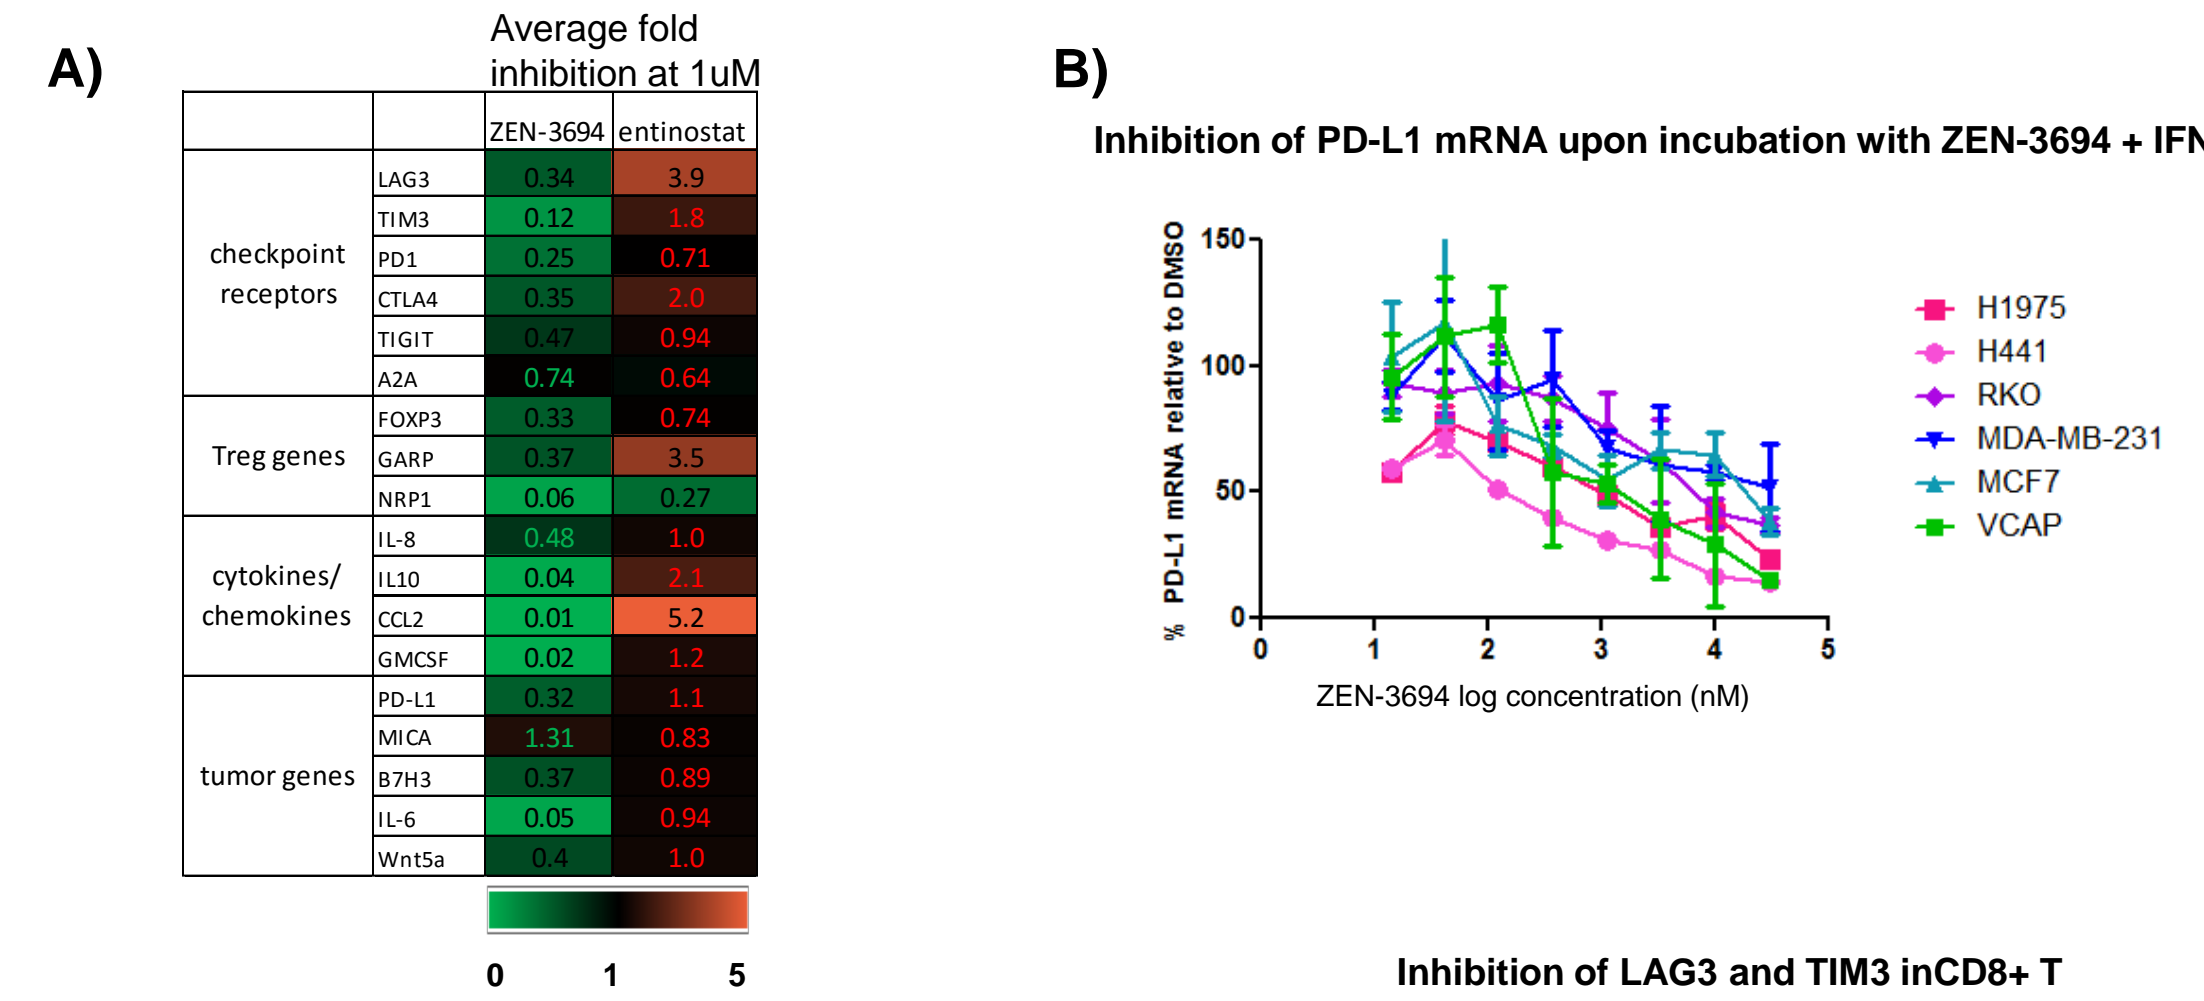 A)
Average fold
inhibition at 1uM
ZEN-3694 entinostat
checkpoint
receptors
LAG3 0.34 3.9
TIM3 0.12 1.8
PD1 0.25 0.71
CTLA4 0.35 2.0
TIGIT 0.47 0.94
A2A 0.74 0.64
Treg genes
FOXP3 0.33 0.74
GARP 0.37 3.5
NRP1 0.06 0.27
cytokines/
chemokines
IL-8 0.48 1.0
IL10 0.04 2.1
CCL2 0.01 5.2
GMCSF 0.02 1.2
tumor genes
PD-L1 0.32 1.1
MICA 1.31 0.83
B7H3 0.37 0.89
IL-6 0.05 0.94
Wnt5a 0.4 1.0
0 1 5
B)
Inhibition of PD-L1 mRNA upon incubation with ZEN-3694 + IFN
% PD-L1 mRNA relative to DMSO
150
100
50
0
0 1 2 3 4 5
ZEN-3694 log concentration (nM)
H1975
H441
RKO
MDA-MB-231
MCF7
VCAP
Inhibition of LAG3 and TIM3 inCD8+ T